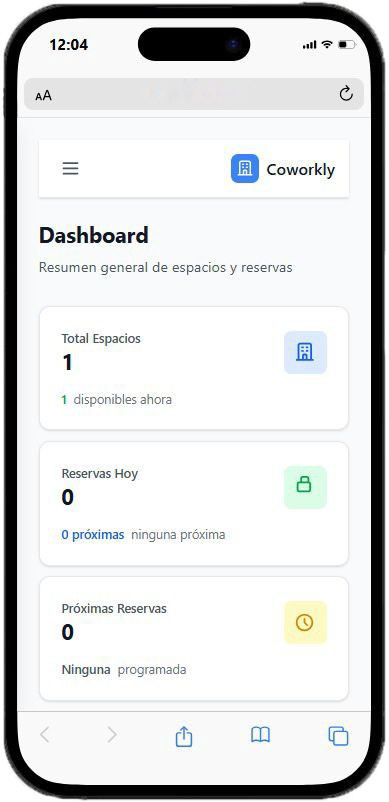 12:04
AA
Coworkly
Dashboard
Resumen general de espacios y reservas
Total Espacios
1
1 disponibles ahora
Reservas Hoy
0
0 próximas ninguna próxima
Próximas Reservas
0
Ninguna programada